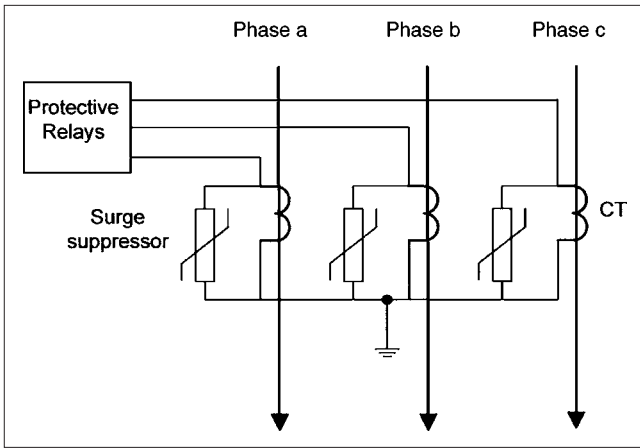 Phase a
Phase b
Phase c
Protective
Relays
Surge
suppressor
CT